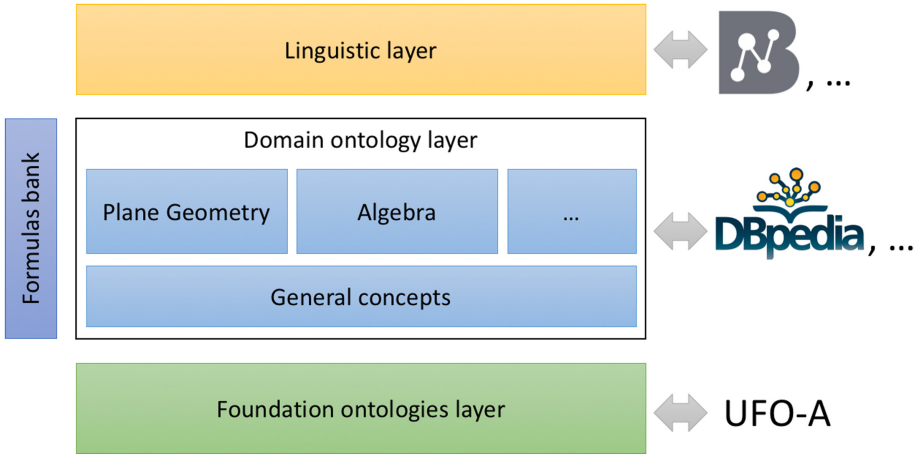 Linguistic layer
, ...
Formulas bank
Domain ontology layer
Plane Geometry
Algebra
...
DBpedia, ...
General concepts
Foundation ontologies layer
UFO-A